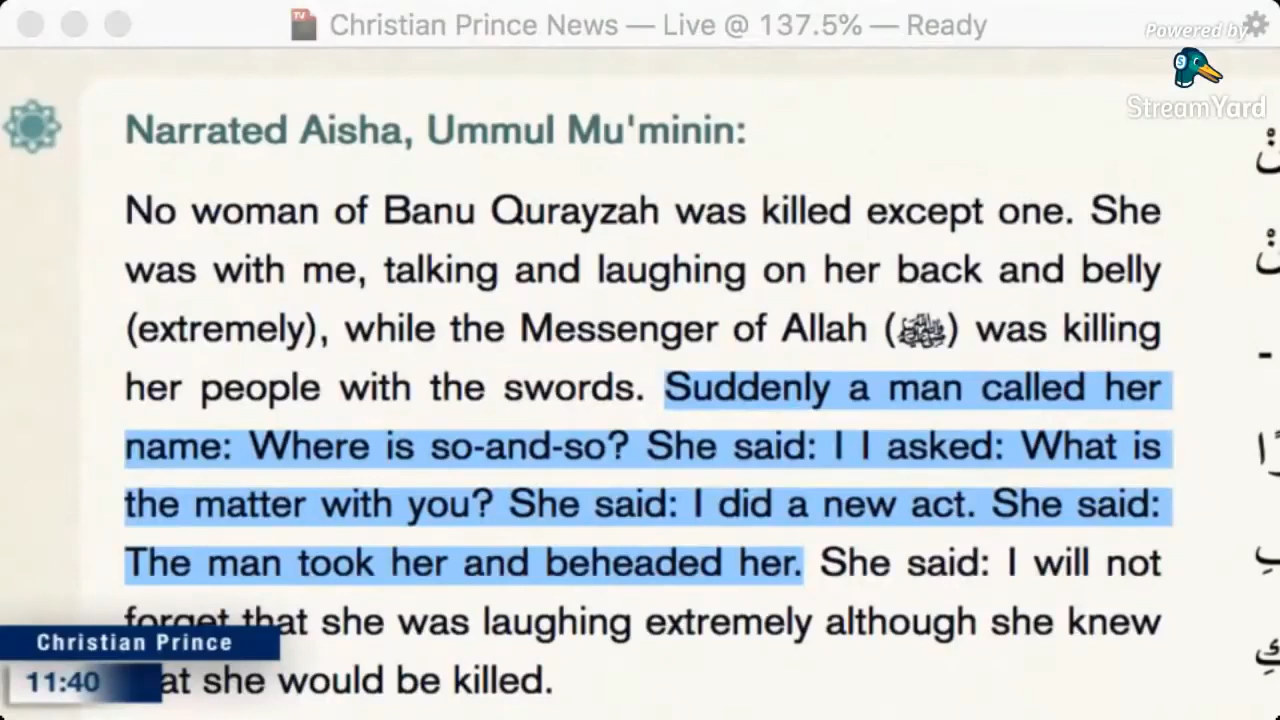 Christian Prince News — Live @ 137.5% — Ready
Powered by
StreamYard
Narrated Aisha, Ummul Mu'minin:
No woman of Banu Qurayzah was killed except one. She
was with me, talking and laughing on her back and belly
(extremely), while the Messenger of Allah (ﷺ) was killing
her people with the swords. Suddenly a man called her
name: Where is so-and-so? She said: I I asked: What is
the matter with you? She said: I did a new act. She said:
The man took her and beheaded her. She said: I will not
forget that she was laughing extremely although she knew
at she would be killed.
Christian Prince
11:40